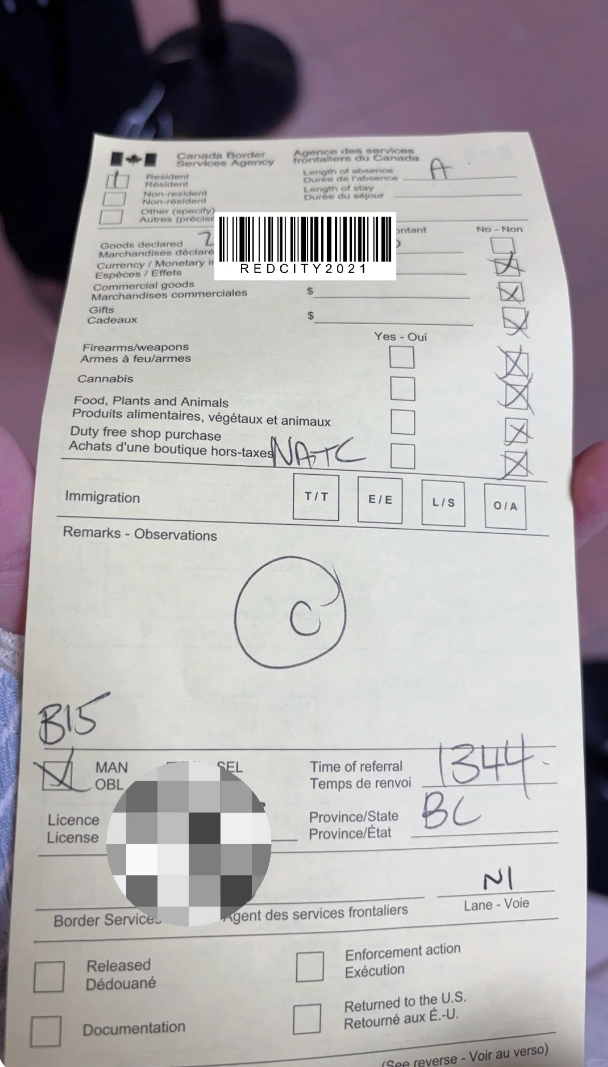 Canada Border Services Agency
Agence des services frontaliers du Canada
Resident
Résident
Length of absence A
Durée de l'absence
Non-resident
Non-résident
Length of stay
Durée du séjour
Other (specify)
Autres (précise
REDCITY2021
ontant
No - Non
Goods declared 2
Marchandises déclaré
Currency / Monetary i
Espèces / Effets
Commercial goods $
Marchandises commerciales
Gifts $
Cadeaux
Yes - Oui
Firearms/weapons
Armes à feu/armes
Cannabis
Food, Plants and Animals
Produits alimentaires, végétaux et animaux
Duty free shop purchase
Achats d'une boutique hors-taxes
Immigration T / T E / E L / S O / A
Remarks - Observations
C
B15
MAN SEL
OBL
Time of referral 1344
Temps de renvoi
Licence
License
Province/State BC
Province/État
N1
Border Services Agent des services frontaliers
Lane - Voie
Released
Dédouané
Enforcement action
Exécution
Documentation
Returned to the U.S.
Retourné aux É.-U.
(See reverse - Voir au verso)